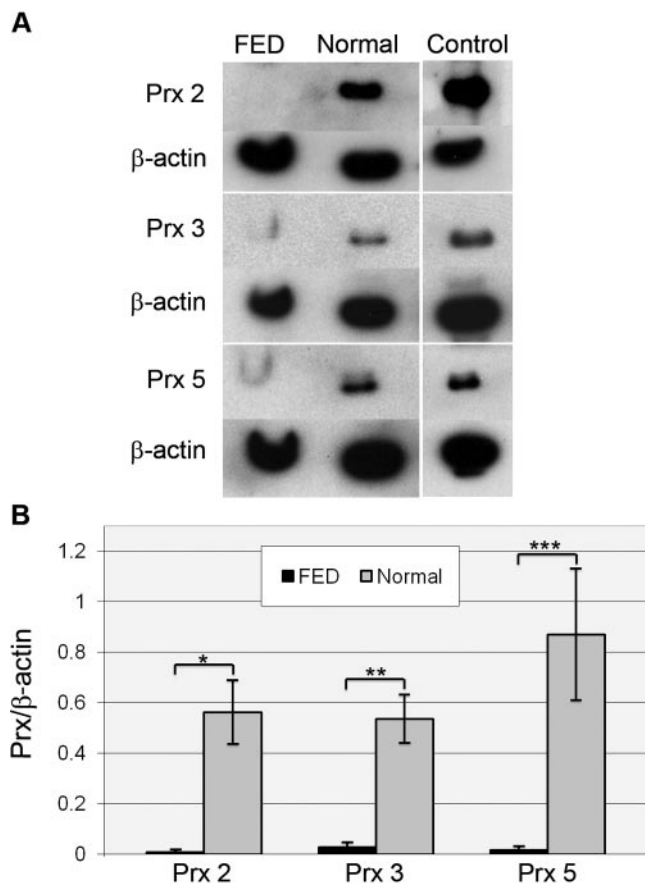 A
FED Normal Control
Prx 2
β-actin
Prx 3
β-actin
Prx 5
β-actin
B
Prx/β-actin
1.2
1
0.8
0.6
0.4
0.2
0
FED Normal
*
**
***
Prx 2 Prx 3 Prx 5